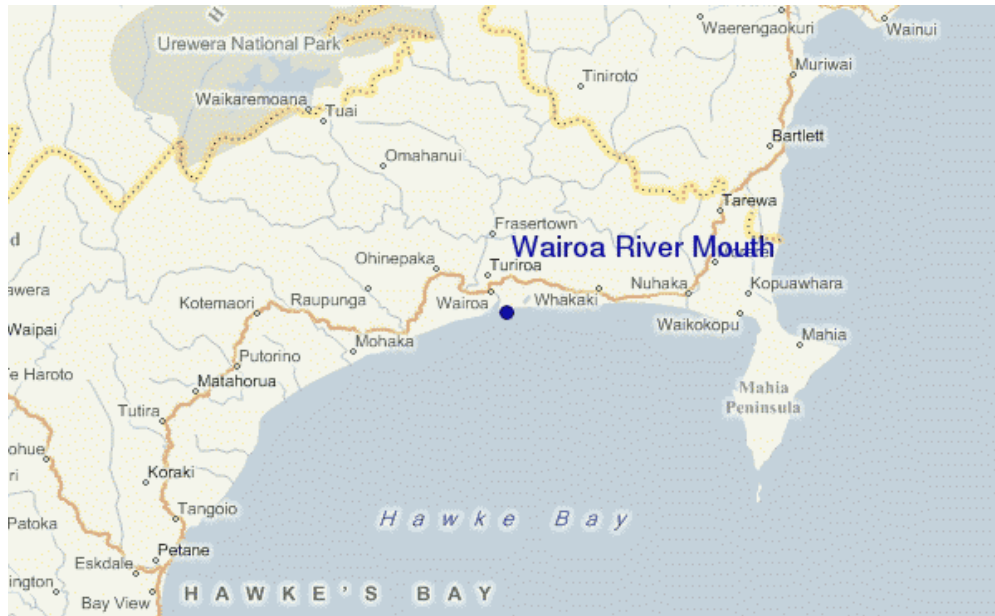 H
Urewera National Park
Waerengaokuri
Wainui
Muriwai
Tiniroto
Waikaremoana
Tuai
Bartlett
Omahanui
Tarewa
Frasertown
d
Wairoa River Mouth
Ohinepaka
Turiroa
awera
Kotemaori
Raupunga
Wairoa
Whakaki
Nuhaka
Kopuawhara
Waipai
Waikokopu
Mohaka
Mahia
Putorino
e Haroto
Matahorua
Mahia
Peninsula
Tutira
ohue
ri
Koraki
Patoka
Tangoio
Hawke Bay
Petane
Eskdale
ington
Bay View
HAWKE'S BAY